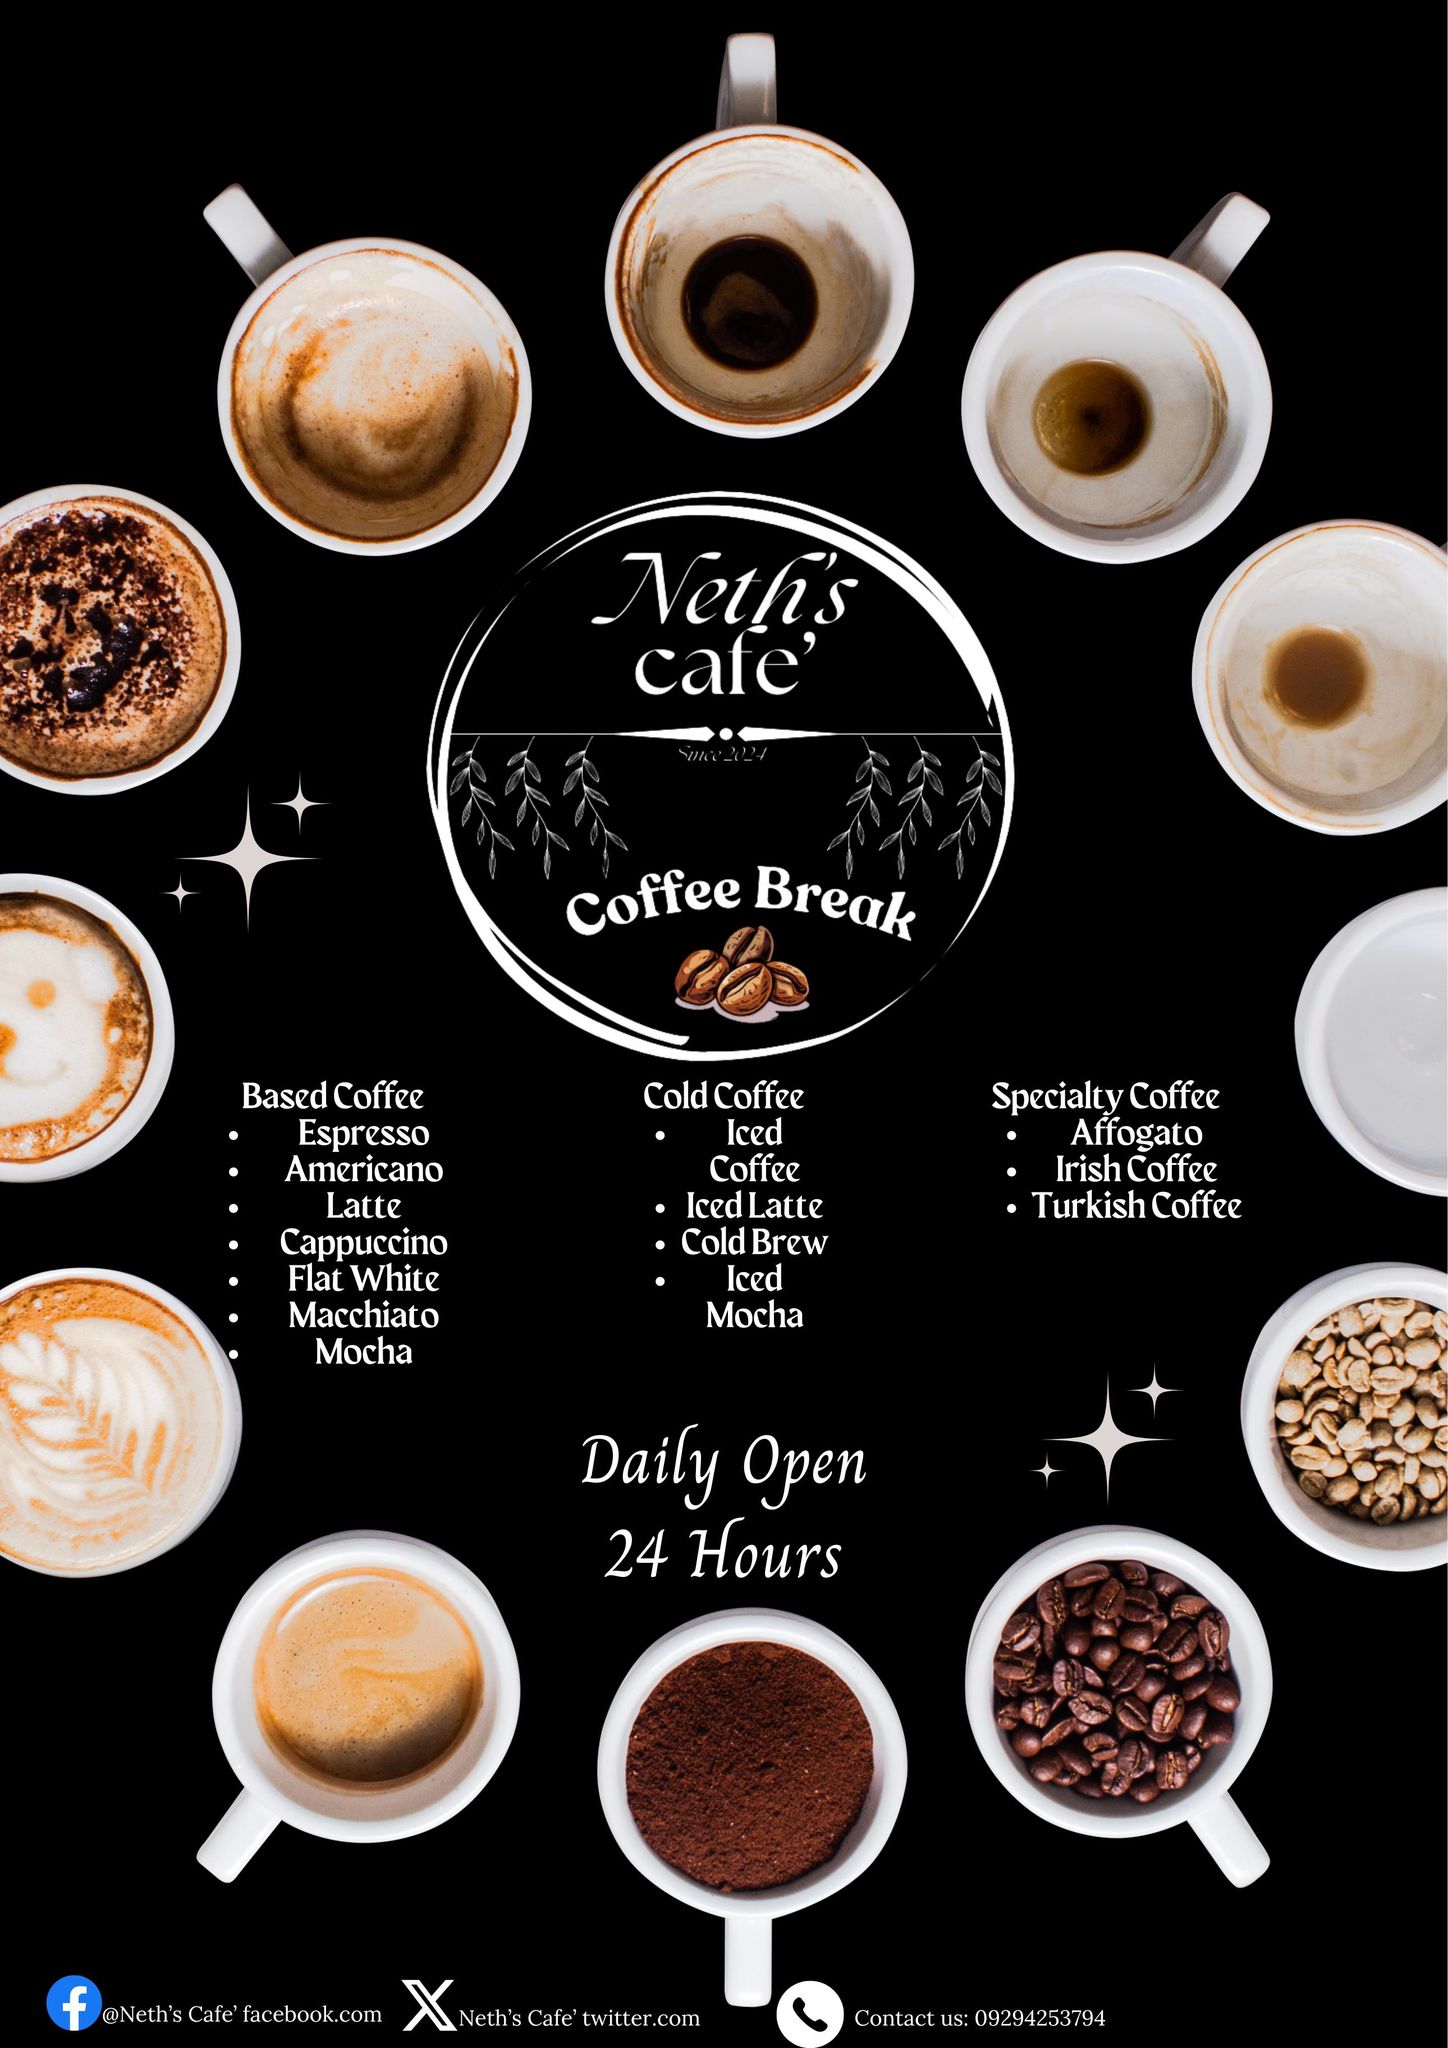 Neth's
cafe'
Since 2024
Coffee Break
Based Coffee
• Espresso
• Americano
• Latte
• Cappuccino
• Flat White
• Macchiato
• Mocha
Cold Coffee
• Iced
Coffee
• Iced Latte
• Cold Brew
• Iced
Mocha
Specialty Coffee
• Affogato
• Irish Coffee
• Turkish Coffee
Daily Open
24 Hours
@Neth's Cafe' facebook.com
Neth's Cafe' twitter.com
Contact us: 09294253794